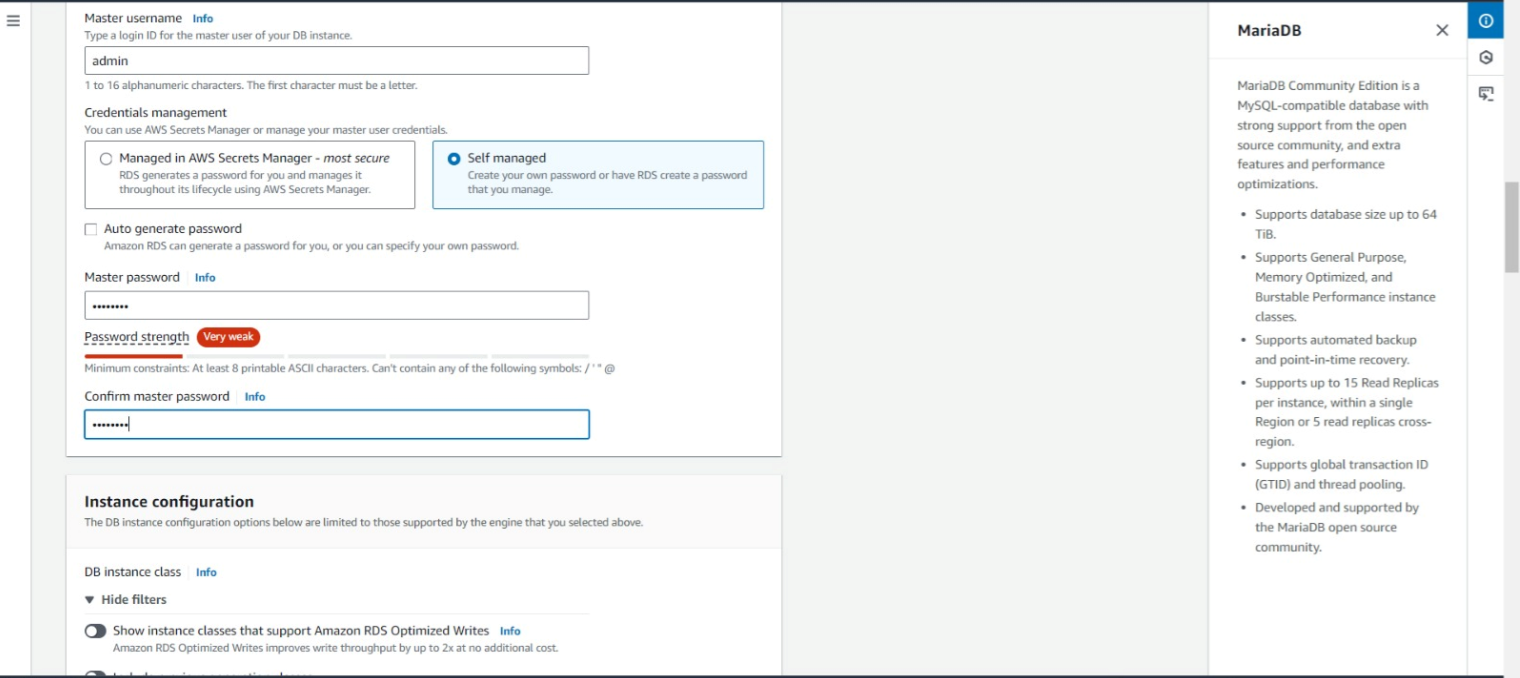 Master username Info
Type a login ID for the master user of your DB instance.
admin
1 to 16 alphanumeric characters. The first character must be a letter.
Credentials management
You can use AWS Secrets Manager or manage your master user credentials.
Managed in AWS Secrets Manager - most secure
RDS generates a password for you and manages it
throughout its lifecycle using AWS Secrets Manager.
Self managed
Create your own password or have RDS create a password
that you manage.
Auto generate password
Amazon RDS can generate a password for you, or you can specify your own password.
Master password Info
••••••••
Password strength Very weak
Minimum constraints: At least 8 printable ASCII characters. Can't contain any of the following symbols: / ' " @
Confirm master password Info
••••••••
Instance configuration
The DB instance configuration options below are limited to those supported by the engine that you selected above.
DB instance class Info
▼ Hide filters
Show instance classes that support Amazon RDS Optimized Writes Info
Amazon RDS Optimized Writes improves write throughput by up to 2x at no additional cost.
MariaDB
MariaDB Community Edition is a
MySQL-compatible database with
strong support from the open
source community, and extra
features and performance
optimizations.
• Supports database size up to 64
TiB.
• Supports General Purpose,
Memory Optimized, and
Burstable Performance instance
classes.
• Supports automated backup
and point-in-time recovery.
• Supports up to 15 Read Replicas
per instance, within a single
Region or 5 read replicas cross-
region.
• Supports global transaction ID
(GTID) and thread pooling.
• Developed and supported by
the MariaDB open source
community.